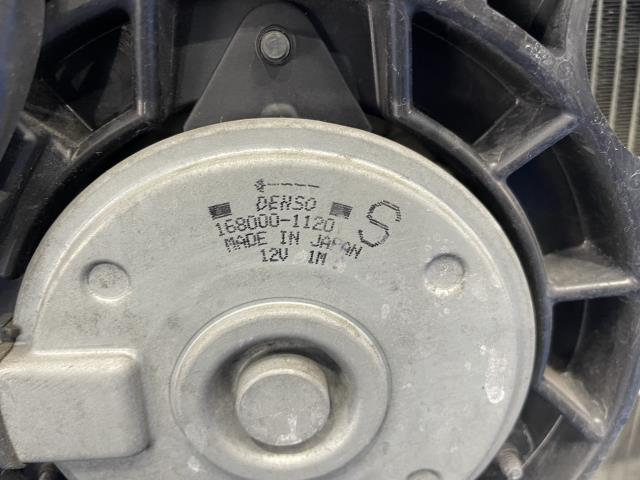 DENSO
168000-1120
MADE IN JAPAN
12V 1M
S